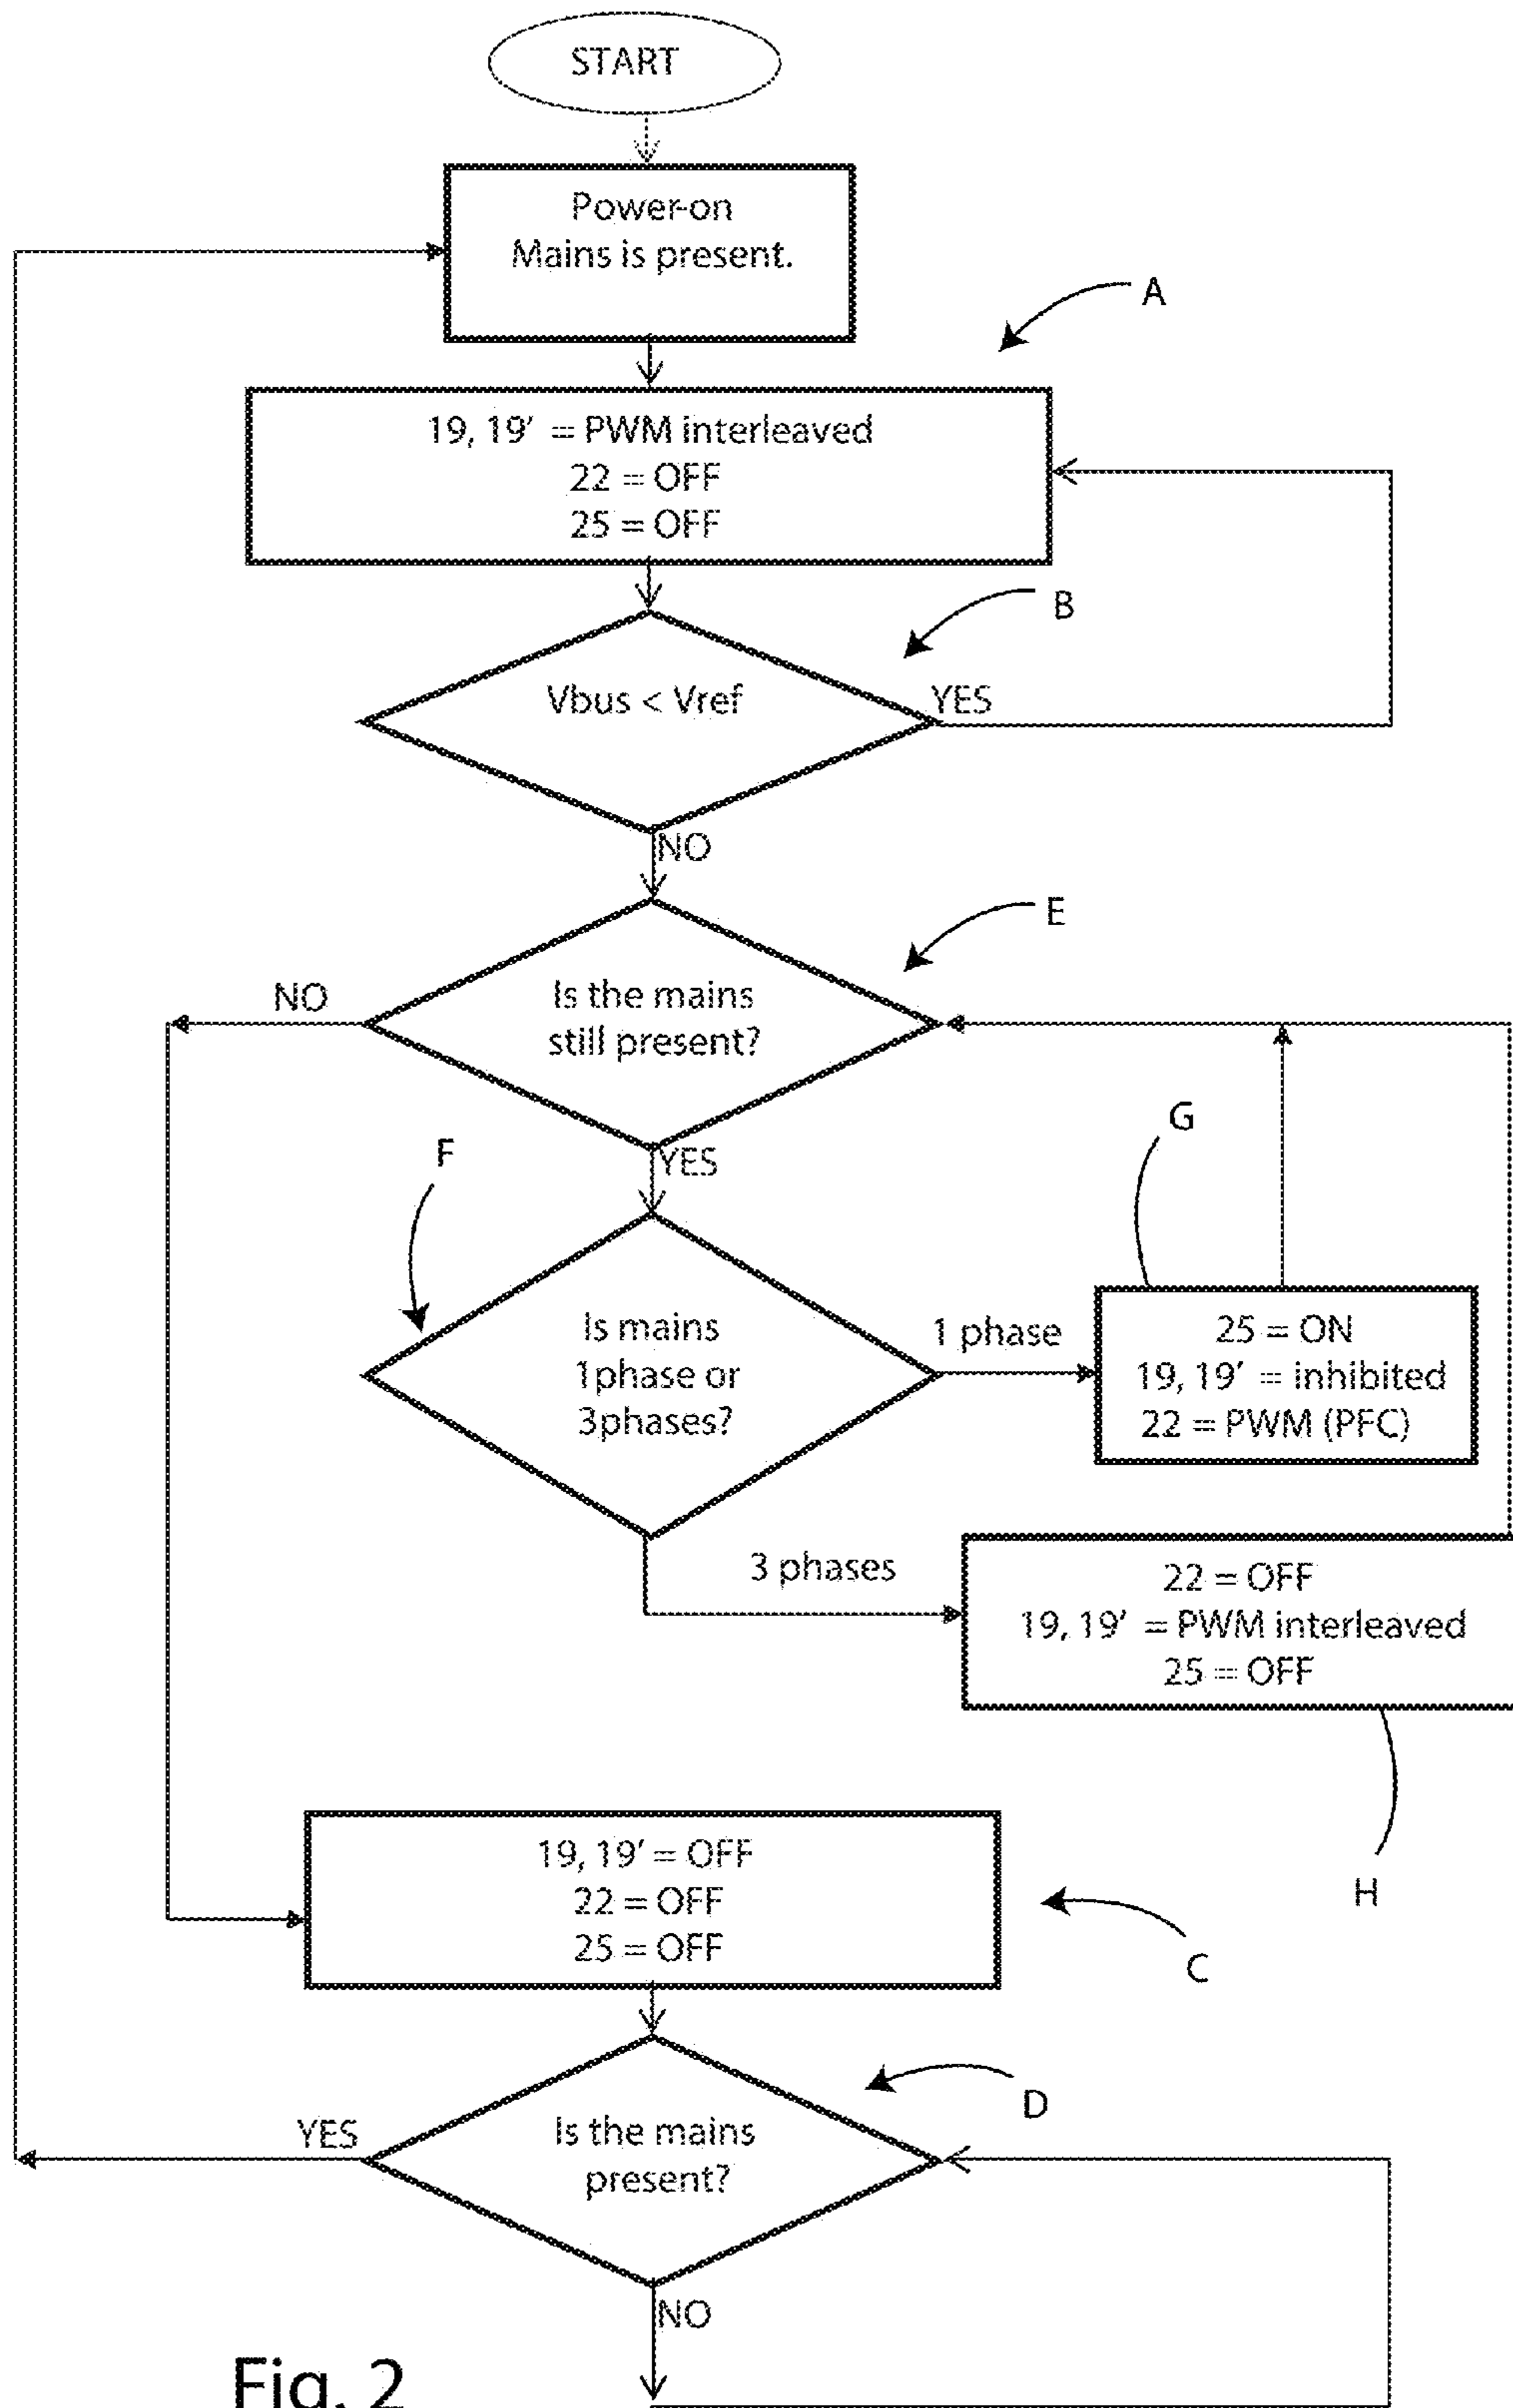 START
Power-on
Mains is present.
A
19, 19' = PWM interleaved
22 = OFF
25 = OFF
B
Vbus < Vref
YES
NO
E
Is the mains
still present?
NO
YES
G
F
Is mains
1phase or
3phases?
1 phase
25 = ON
19, 19' = inhibited
22 = PWM (PFC)
3 phases
22 = OFF
19, 19' = PWM interleaved
25 = OFF
H
19, 19' = OFF
22 = OFF
25 = OFF
C
D
Is the mains
present?
YES
NO
Fig. 2